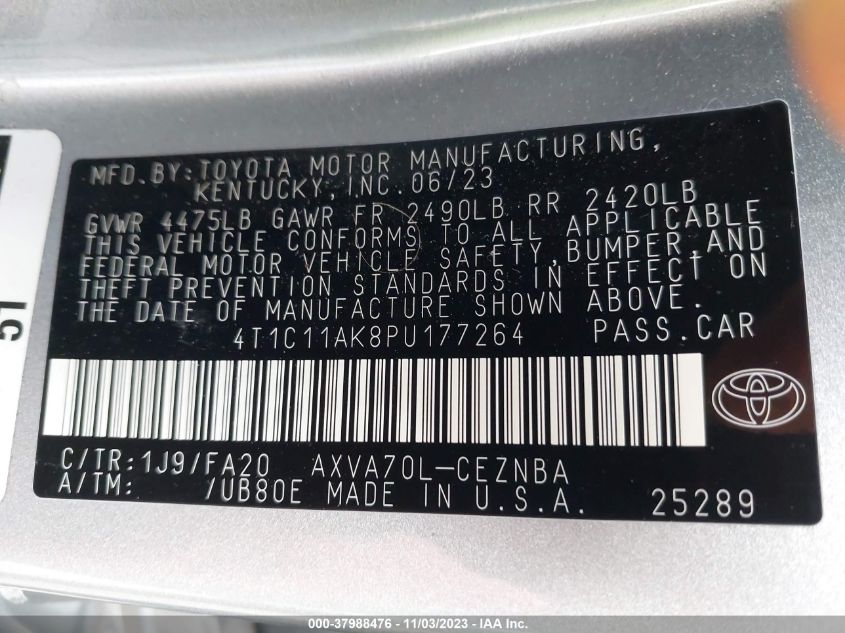 MFD. BY: TOYOTA MOTOR MANUFACTURING,
KENTUCKY, INC. 06/23
GVWR 4475LB GAWR FR 2490LB RR 2420LB
THIS VEHICLE CONFORMS TO ALL APPLICABLE
FEDERAL MOTOR VEHICLE SAFETY, BUMPER, AND
THEFT PREVENTION STANDARDS IN EFFECT ON
THE DATE OF MANUFACTURE SHOWN ABOVE.
4T1C11AK8PU177264 PASS.CAR
C/TR:1J9/FA20 AXVA70L-CEZNBA
A/TM: /UB80E MADE IN U.S.A. 25289
LC
000-37988476 - 11/03/2023 - IAA Inc.